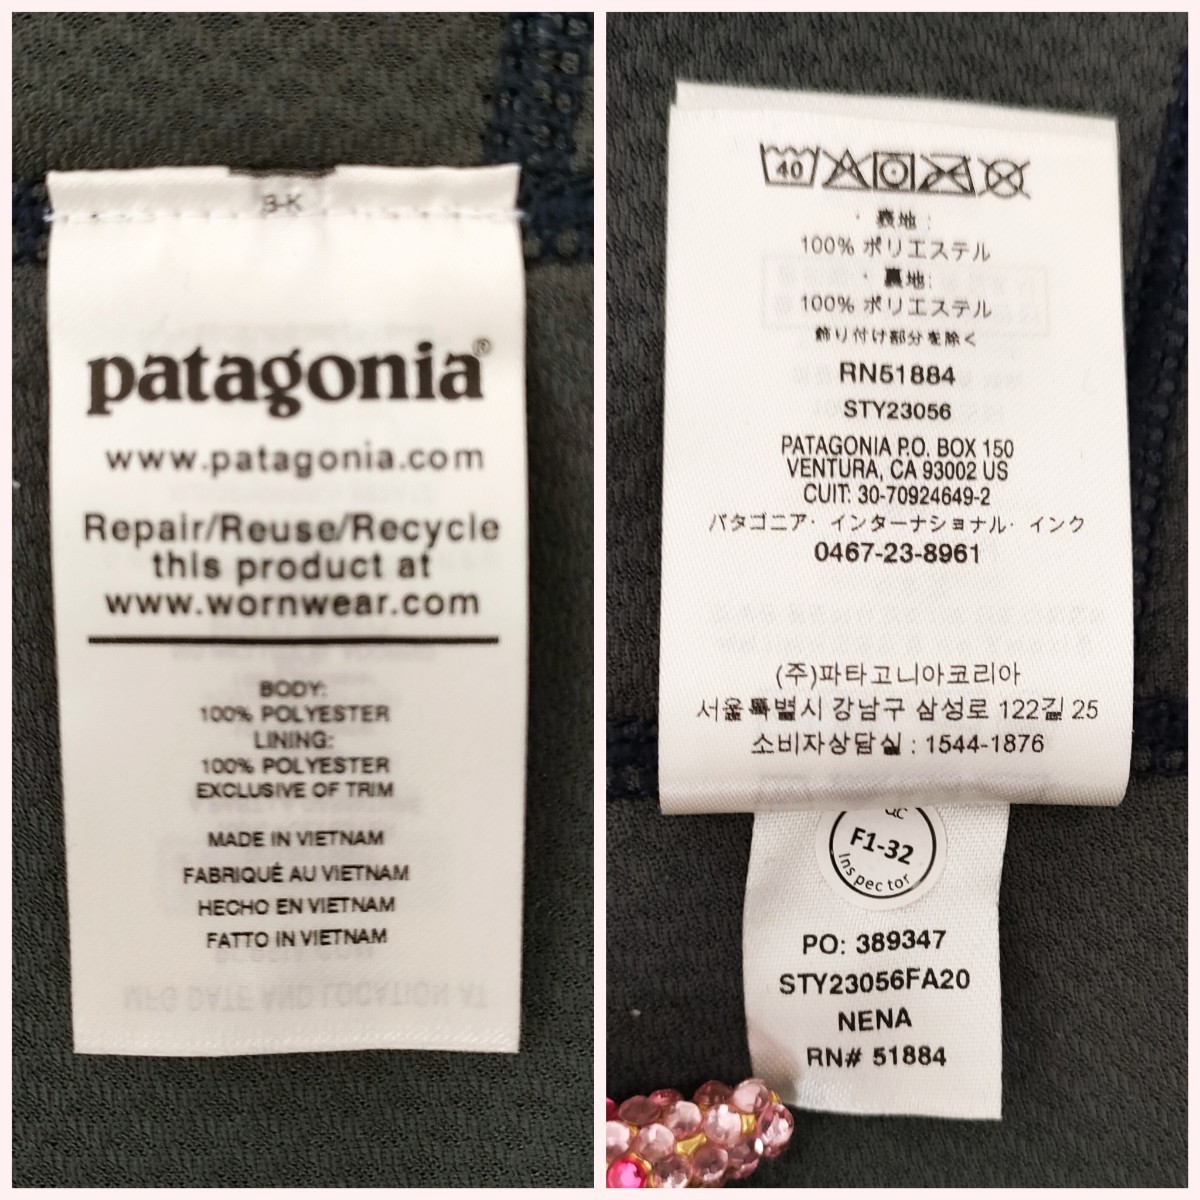 B-K
patagonia®
www.patagonia.com
Repair/Reuse/Recycle
this product at
www.wornwear.com
BODY:
100% POLYESTER
LINING:
100% POLYESTER
EXCLUSIVE OF TRIM
MADE IN VIETNAM
FABRIQUÉ AU VIETNAM
HECHO EN VIETNAM
FATTO IN VIETNAM
MFG DATE AND LOCATION AT
40
・表地:
100% ポリエステル
・裏地:
100% ポリエステル
飾り付け部分を除く
RN51884
STY23056
PATAGONIA P.O. BOX 150
VENTURA, CA 93002 US
CUIT: 30-70924649-2
パタゴニア・インターナショナル・インク
0467-23-8961
(주)파타고니아코리아
서울특별시 강남구 삼성로 122길 25
소비자상담실 : 1544-1876
QC
F1-32
Inspector
PO: 389347
STY23056FA20
NENA
RN# 51884